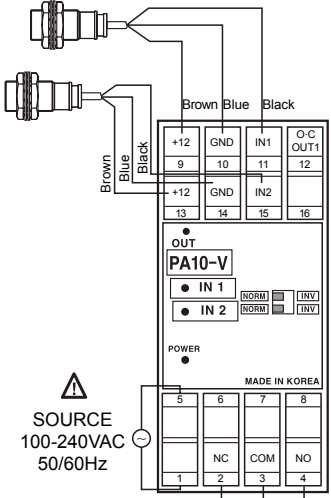 Brown Blue Black
Brown
Blue
Black
+12 GND IN1 O·C OUT1
9 10 11 12
+12 GND IN2
13 14 15 16
OUT
PA10-V
IN 1
IN 2
NORM INV
NORM INV
POWER
MADE IN KOREA
5 6 7 8
SOURCE
100-240VAC
50/60Hz
NC COM NO
1 2 3 4